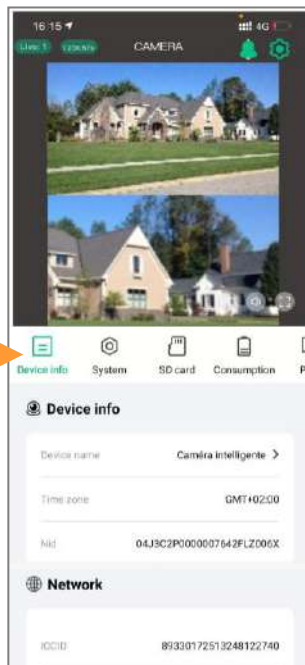 16:15 4G
Live: 1 CAMERA
Device info System SD card Consumption P
Device info
Device name Caméra intelligente >
Time zone GMT+02:00
Nid 04J3C2P0000007642FLZ006X
Network
ICCID 89330172513248122740